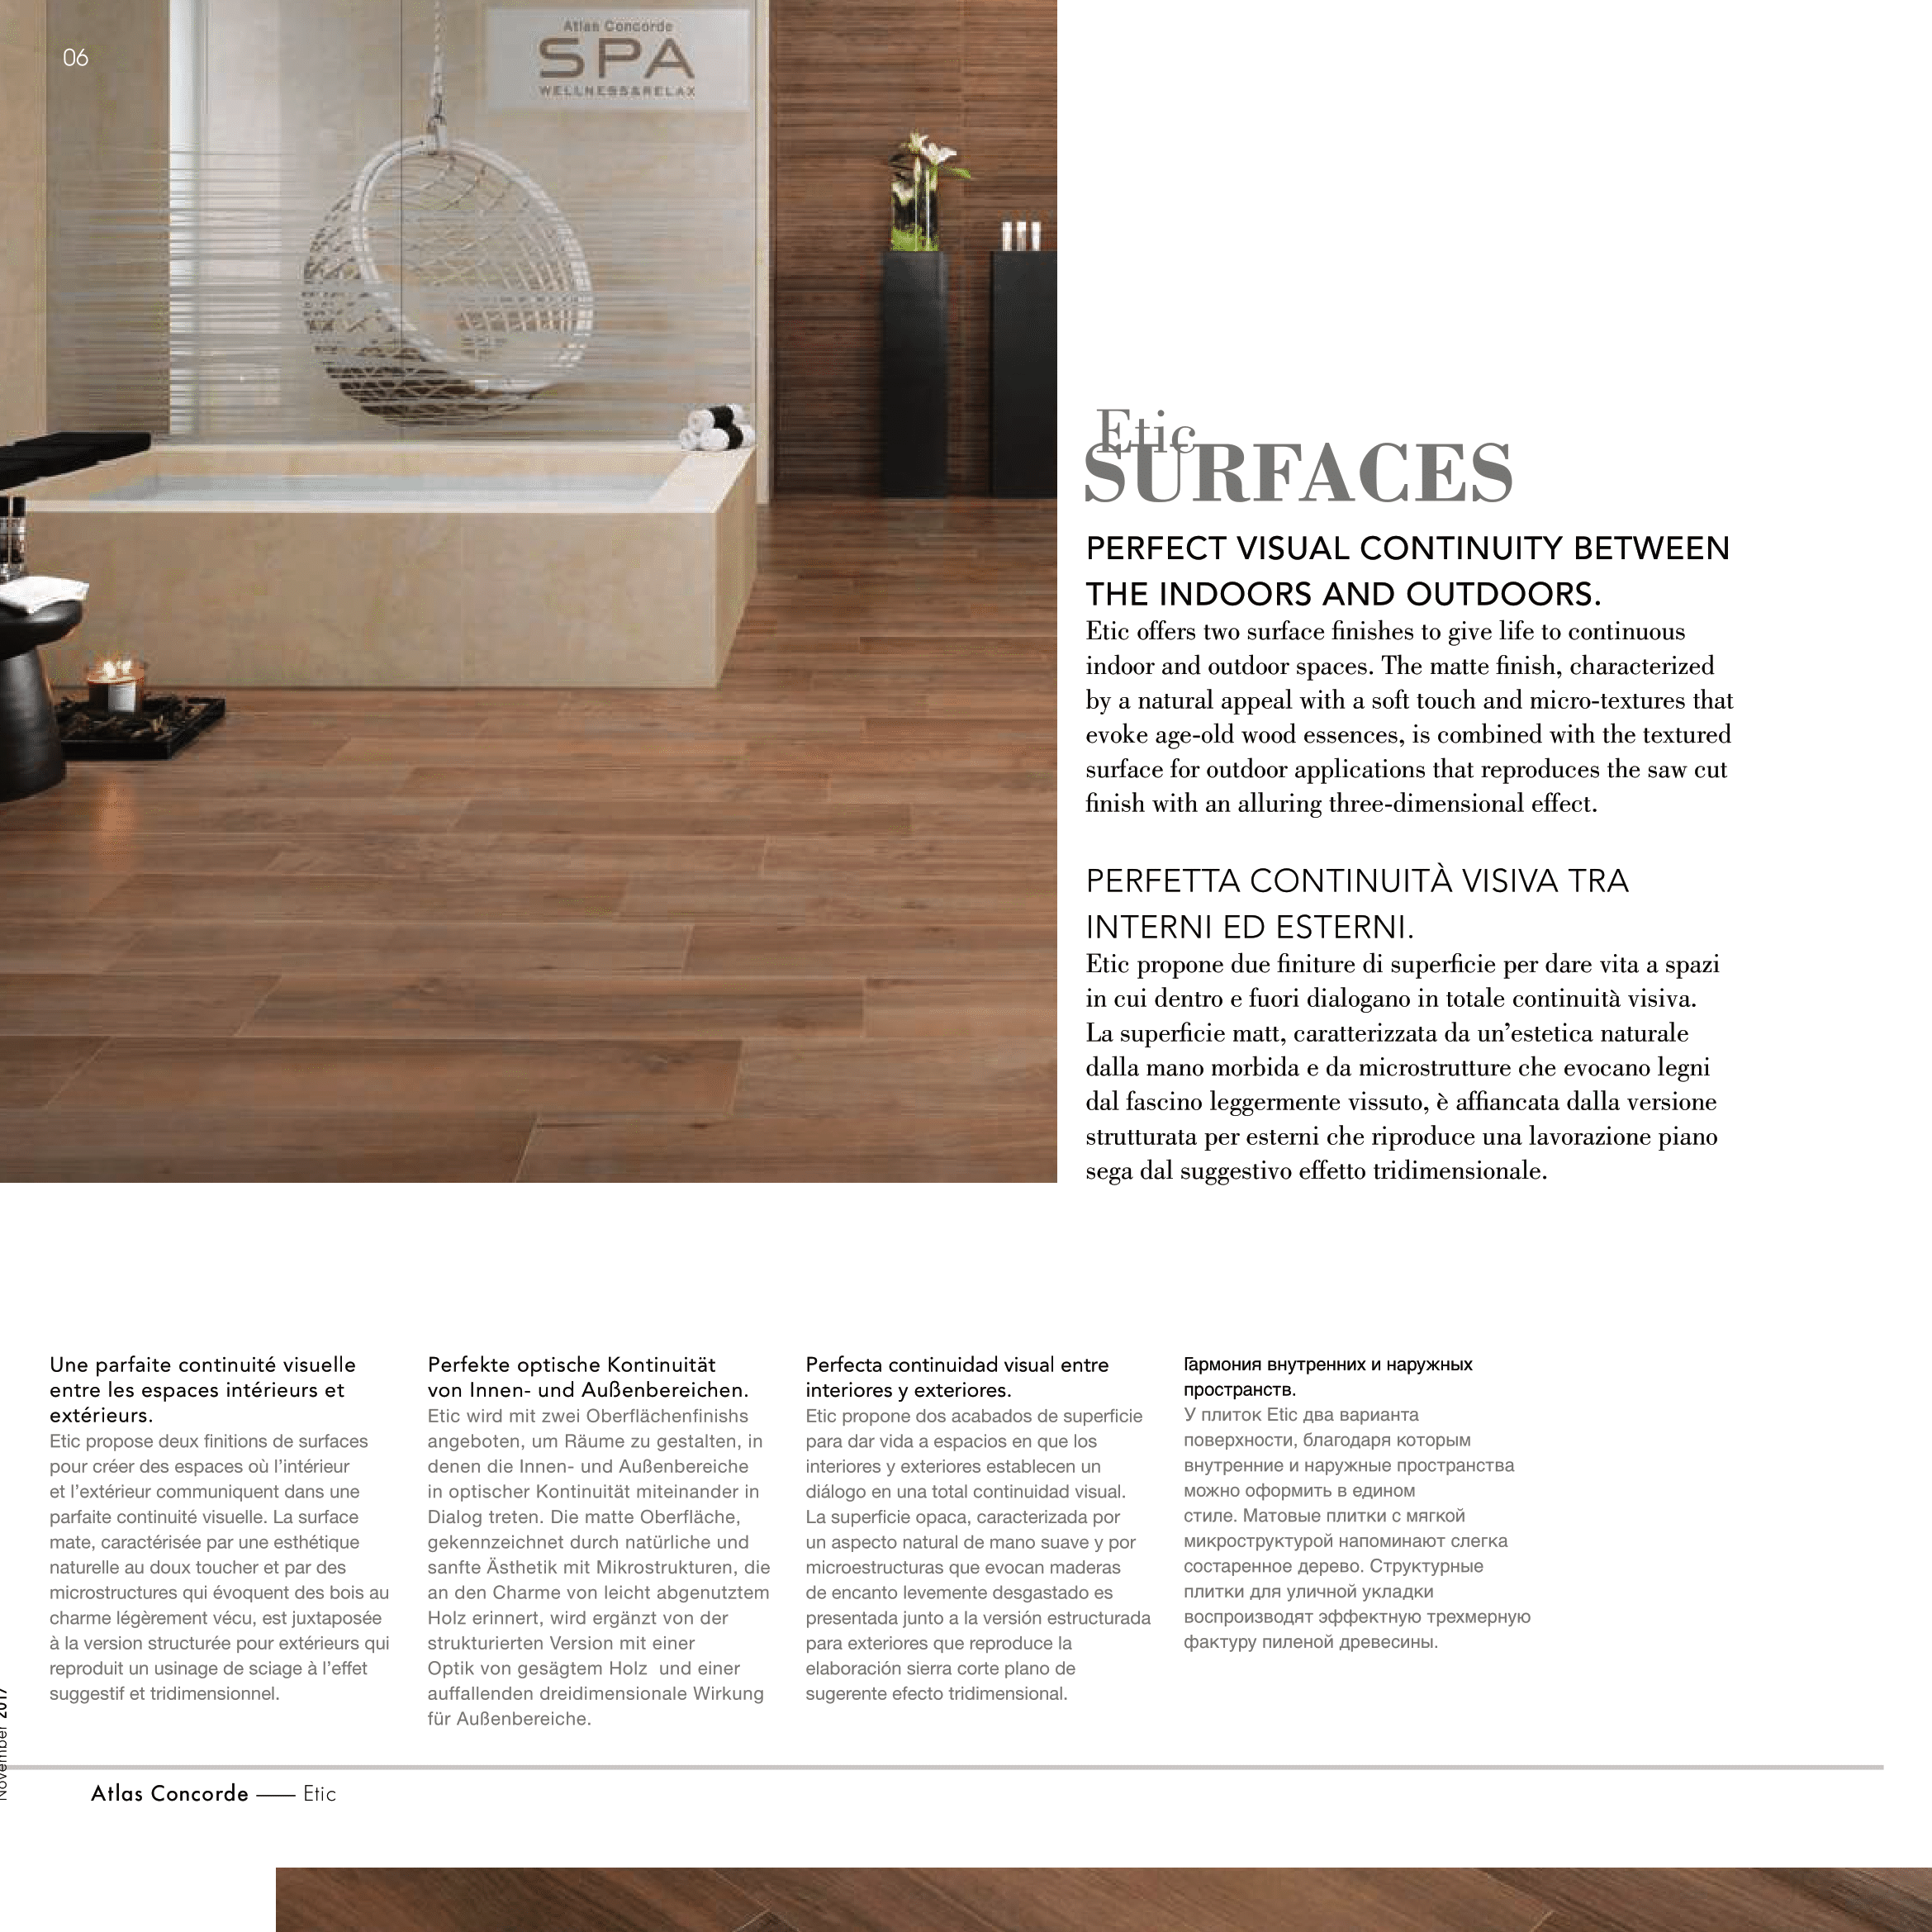 06
Atlas Concorde
SPA
WELLNESS&RELAX
Etic
SURFACES
PERFECT VISUAL CONTINUITY BETWEEN
THE INDOORS AND OUTDOORS.
Etic offers two surface finishes to give life to continuous
indoor and outdoor spaces. The matte finish, characterized
by a natural appeal with a soft touch and micro-textures that
evoke age-old wood essences, is combined with the textured
surface for outdoor applications that reproduces the saw cut
finish with an alluring three-dimensional effect.
PERFETTA CONTINUITÀ VISIVA TRA
INTERNI ED ESTERNI.
Etic propone due finiture di superficie per dare vita a spazi
in cui dentro e fuori dialogano in totale continuità visiva.
La superficie matt, caratterizzata da un’estetica naturale
dalla mano morbida e da microstrutture che evocano legni
dal fascino leggermente vissuto, è affiancata dalla versione
strutturata per esterni che riproduce una lavorazione piano
sega dal suggestivo effetto tridimensionale.
Une parfaite continuité visuelle
entre les espaces intérieurs et
extérieurs.
Etic propose deux finitions de surfaces
pour créer des espaces où l’intérieur
et l’extérieur communiquent dans une
parfaite continuité visuelle. La surface
mate, caractérisée par une esthétique
naturelle au doux toucher et par des
microstructures qui évoquent des bois au
charme légèrement vécu, est juxtaposée
à la version structurée pour extérieurs qui
reproduit un usinage de sciage à l’effet
suggestif et tridimensionnel.
Perfekte optische Kontinuität
von Innen- und Außenbereichen.
Etic wird mit zwei Oberflächenfinishs
angeboten, um Räume zu gestalten, in
denen die Innen- und Außenbereiche
in optischer Kontinuität miteinander in
Dialog treten. Die matte Oberfläche,
gekennzeichnet durch natürliche und
sanfte Ästhetik mit Mikrostrukturen, die
an den Charme von leicht abgenutztem
Holz erinnert, wird ergänzt von der
strukturierten Version mit einer
Optik von gesägtem Holz und einer
auffallenden dreidimensionale Wirkung
für Außenbereiche.
Perfecta continuidad visual entre
interiores y exteriores.
Etic propone dos acabados de superficie
para dar vida a espacios en que los
interiores y exteriores establecen un
diálogo en una total continuidad visual.
La superficie opaca, caracterizada por
un aspecto natural de mano suave y por
microestructuras que evocan maderas
de encanto levemente desgastado es
presentada junto a la versión estructurada
para exteriores que reproduce la
elaboración sierra corte plano de
sugerente efecto tridimensional.
Гармония внутренних и наружных
пространств.
У плиток Etic два варианта
поверхности, благодаря которым
внутренние и наружные пространства
можно оформить в едином
стиле. Матовые плитки с мягкой
микроструктурой напоминают слегка
состаренное дерево. Структурные
плитки для уличной укладки
воспроизводят эффектную трехмерную
фактуру пиленой древесины.
November 2017
Atlas Concorde —— Etic